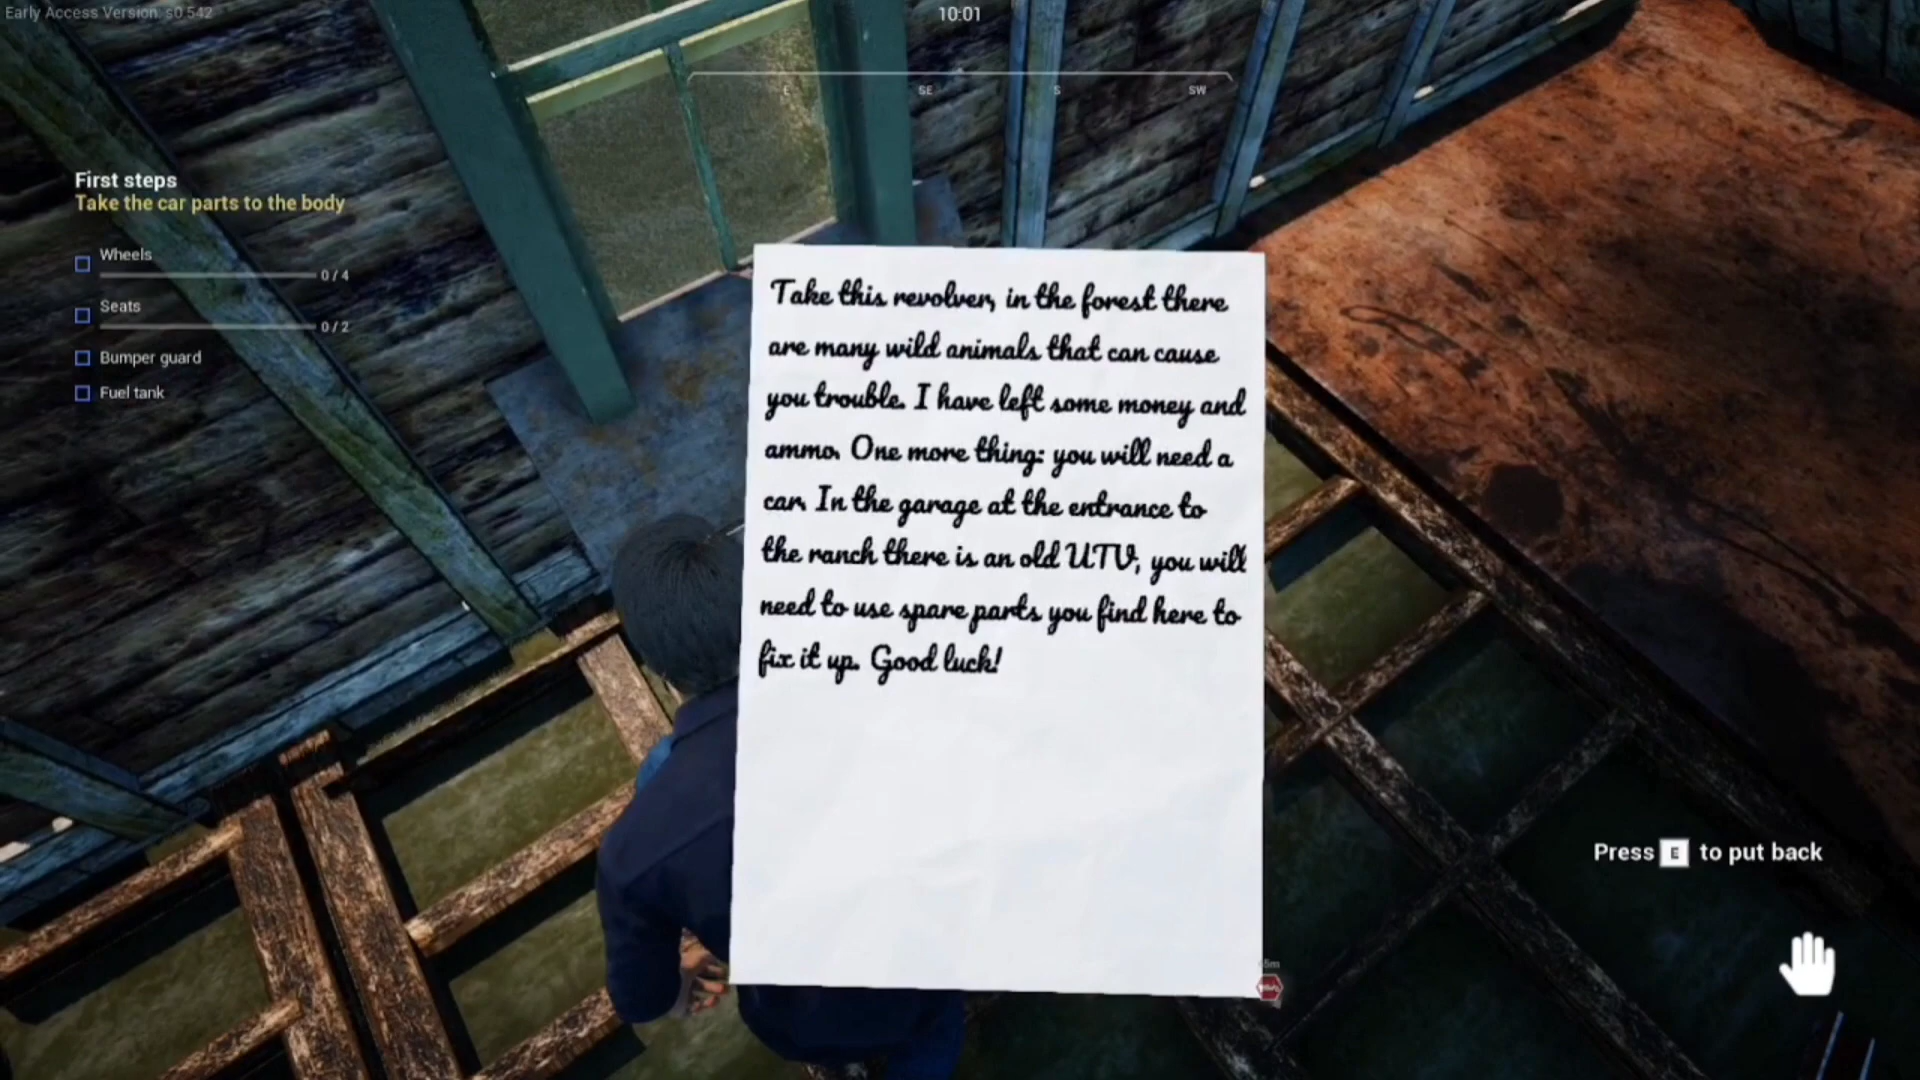 Early Access Version: s0.542
10:01
E SE S SW
First steps
Take the car parts to the body
Wheels
0 / 4
Seats
0 / 2
Bumper guard
Fuel tank
Take this revolver, in the forest there
are many wild animals that can cause
you trouble. I have left some money and
ammo. One more thing: you will need a
car. In the garage at the entrance to
the ranch there is an old UTV, you will
need to use spare parts you find here to
fix it up. Good luck!
Press E to put back